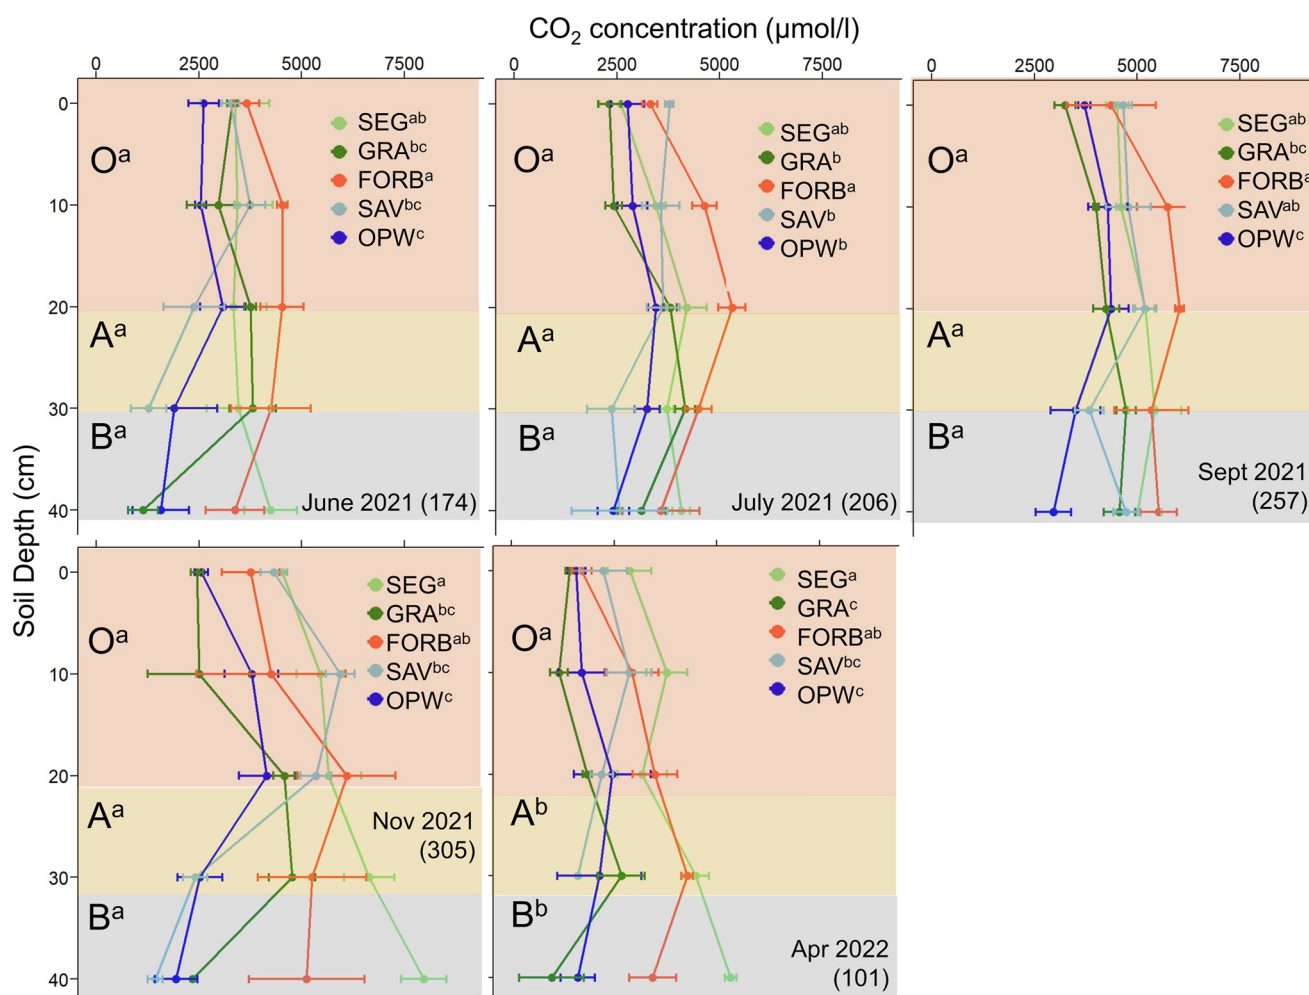 CO₂ concentration (μmol/l)
0 2500 5000 7500
0 2500 5000 7500
0 2500 5000 7500
Soil Depth (cm)
0
10
20
30
40
Oᵃ
Aᵃ
Bᵃ
SEGᵃᵇ
GRAᵇᶜ
FORBᵃ
SAVᵇᶜ
OPWᶜ
June 2021 (174)
Oᵃ
Aᵃ
Bᵃ
SEGᵃᵇ
GRAᵇ
FORBᵃ
SAVᵇ
OPWᵇ
July 2021 (206)
Oᵃ
Aᵃ
Bᵃ
SEGᵃᵇ
GRAᵇᶜ
FORBᵃ
SAVᵃᵇ
OPWᶜ
Sept 2021
(257)
0
10
20
30
40
Oᵃ
Aᵃ
Bᵃ
SEGᵃ
GRAᵇᶜ
FORBᵃᵇ
SAVᵇᶜ
OPWᶜ
Nov 2021
(305)
Oᵃ
Aᵇ
Bᵇ
SEGᵃ
GRAᶜ
FORBᵃᵇ
SAVᵇᶜ
OPWᶜ
Apr 2022
(101)